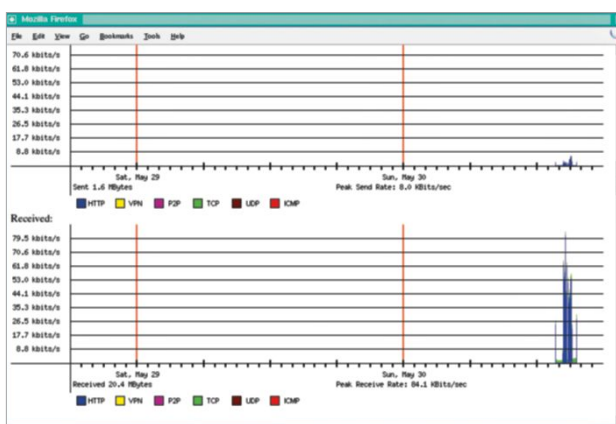 Mozilla Firefox
File Edit View Go Bookmarks Tools Help
70.6 kbits/s
61.8 kbits/s
53.0 kbits/s
44.1 kbits/s
35.3 kbits/s
26.5 kbits/s
17.7 kbits/s
8.8 kbits/s
Sat, May 29 Sun, May 30
Sent 1.6 MBytes Peak Send Rate: 8.0 KBits/sec
HTTP VPN P2P TCP UDP ICMP
Received:
79.5 kbits/s
70.6 kbits/s
61.8 kbits/s
53.0 kbits/s
44.1 kbits/s
35.3 kbits/s
26.5 kbits/s
17.7 kbits/s
8.8 kbits/s
Sat, May 29 Sun, May 30
Received 20.4 MBytes Peak Receive Rate: 84.1 KBits/sec
HTTP VPN P2P TCP UDP ICMP